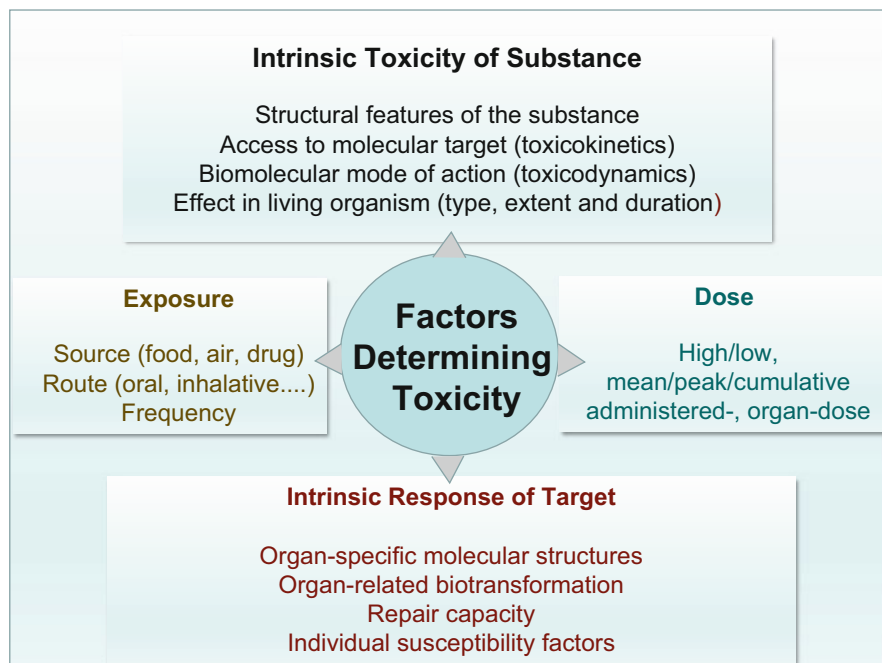 Intrinsic Toxicity of Substance
Structural features of the substance
Access to molecular target (toxicokinetics)
Biomolecular mode of action (toxicodynamics)
Effect in living organism (type, extent and duration)
Exposure
Source (food, air, drug)
Route (oral, inhalative....)
Frequency
Factors
Determining
Toxicity
Dose
High/low,
mean/peak/cumulative
administered-, organ-dose
Intrinsic Response of Target
Organ-specific molecular structures
Organ-related biotransformation
Repair capacity
Individual susceptibility factors